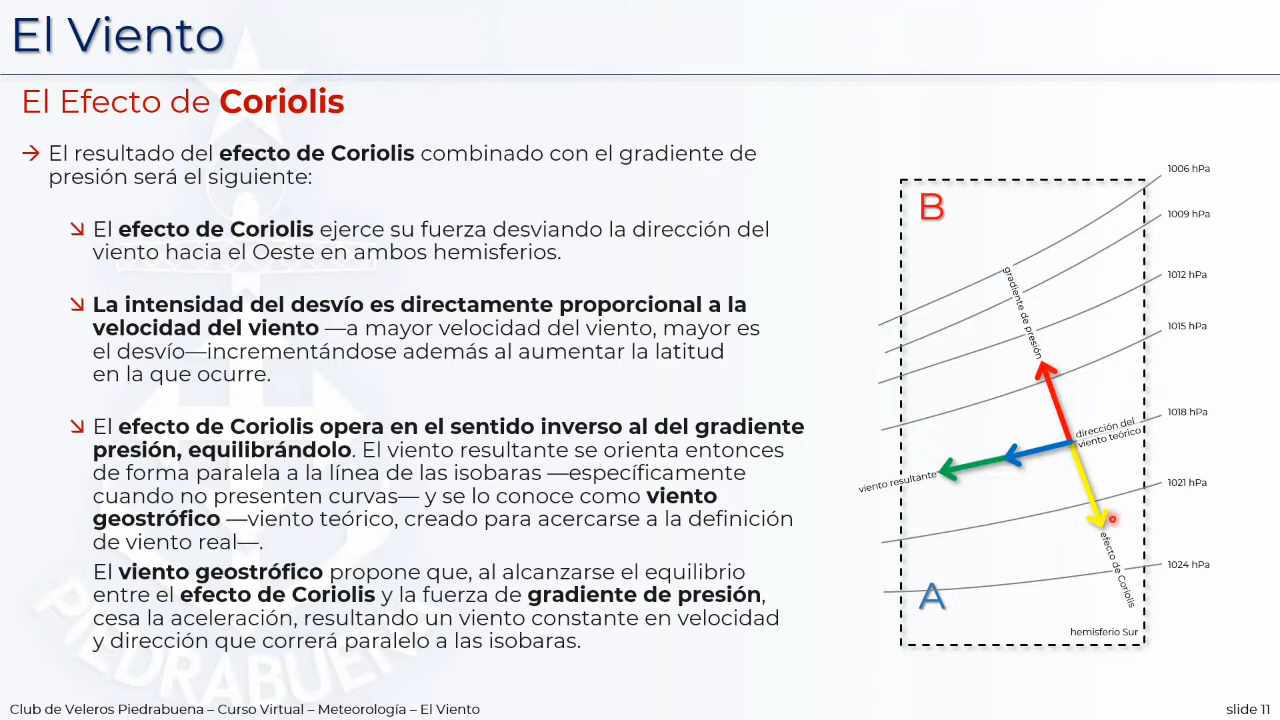 El Viento
El Efecto de Coriolis
→ El resultado del efecto de Coriolis combinado con el gradiente de
presión será el siguiente:
↘ El efecto de Coriolis ejerce su fuerza desviando la dirección del
viento hacia el Oeste en ambos hemisferios.
↘ La intensidad del desvío es directamente proporcional a la
velocidad del viento —a mayor velocidad del viento, mayor es
el desvío—incrementándose además al aumentar la latitud
en la que ocurre.
↘ El efecto de Coriolis opera en el sentido inverso al del gradiente
presión, equilibrándolo. El viento resultante se orienta entonces
de forma paralela a la línea de las isobaras —específicamente
cuando no presenten curvas— y se lo conoce como viento
geostrófico —viento teórico, creado para acercarse a la definición
de viento real—.
El viento geostrófico propone que, al alcanzarse el equilibrio
entre el efecto de Coriolis y la fuerza de gradiente de presión,
cesa la aceleración, resultando un viento constante en velocidad
y dirección que correrá paralelo a las isobaras.
1006 hPa
B
1009 hPa
gradiente de presión
1012 hPa
1015 hPa
1018 hPa
dirección del
viento teórico
viento resultante
1021 hPa
efecto de Coriolis
1024 hPa
A
hemisferio Sur
PIEDRABUENA
Club de Veleros Piedrabuena – Curso Virtual – Meteorología – El Viento
slide 11